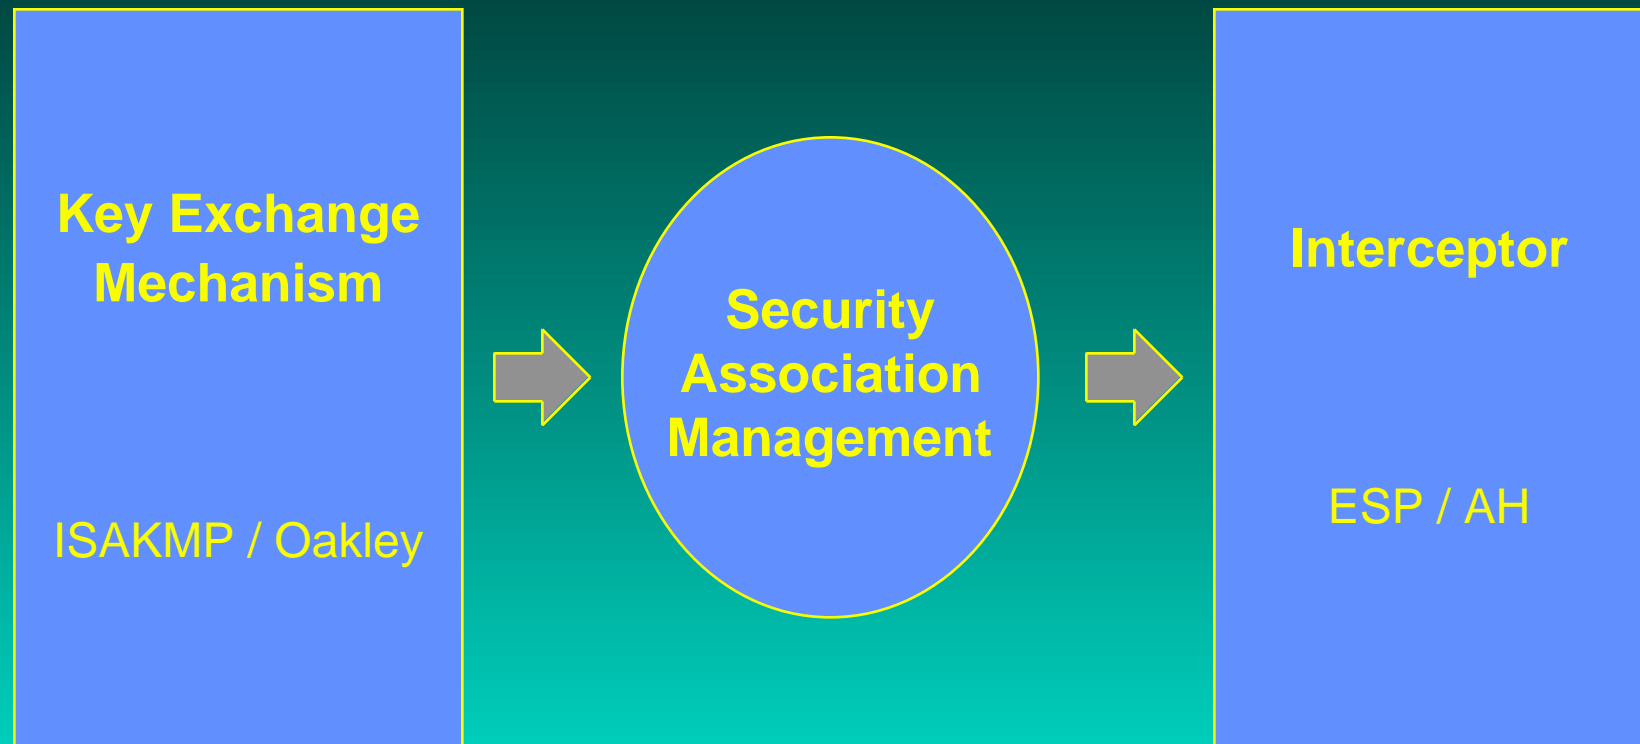 Key Exchange
Mechanism
ISAKMP / Oakley
Security
Association
Management
Interceptor
ESP / AH